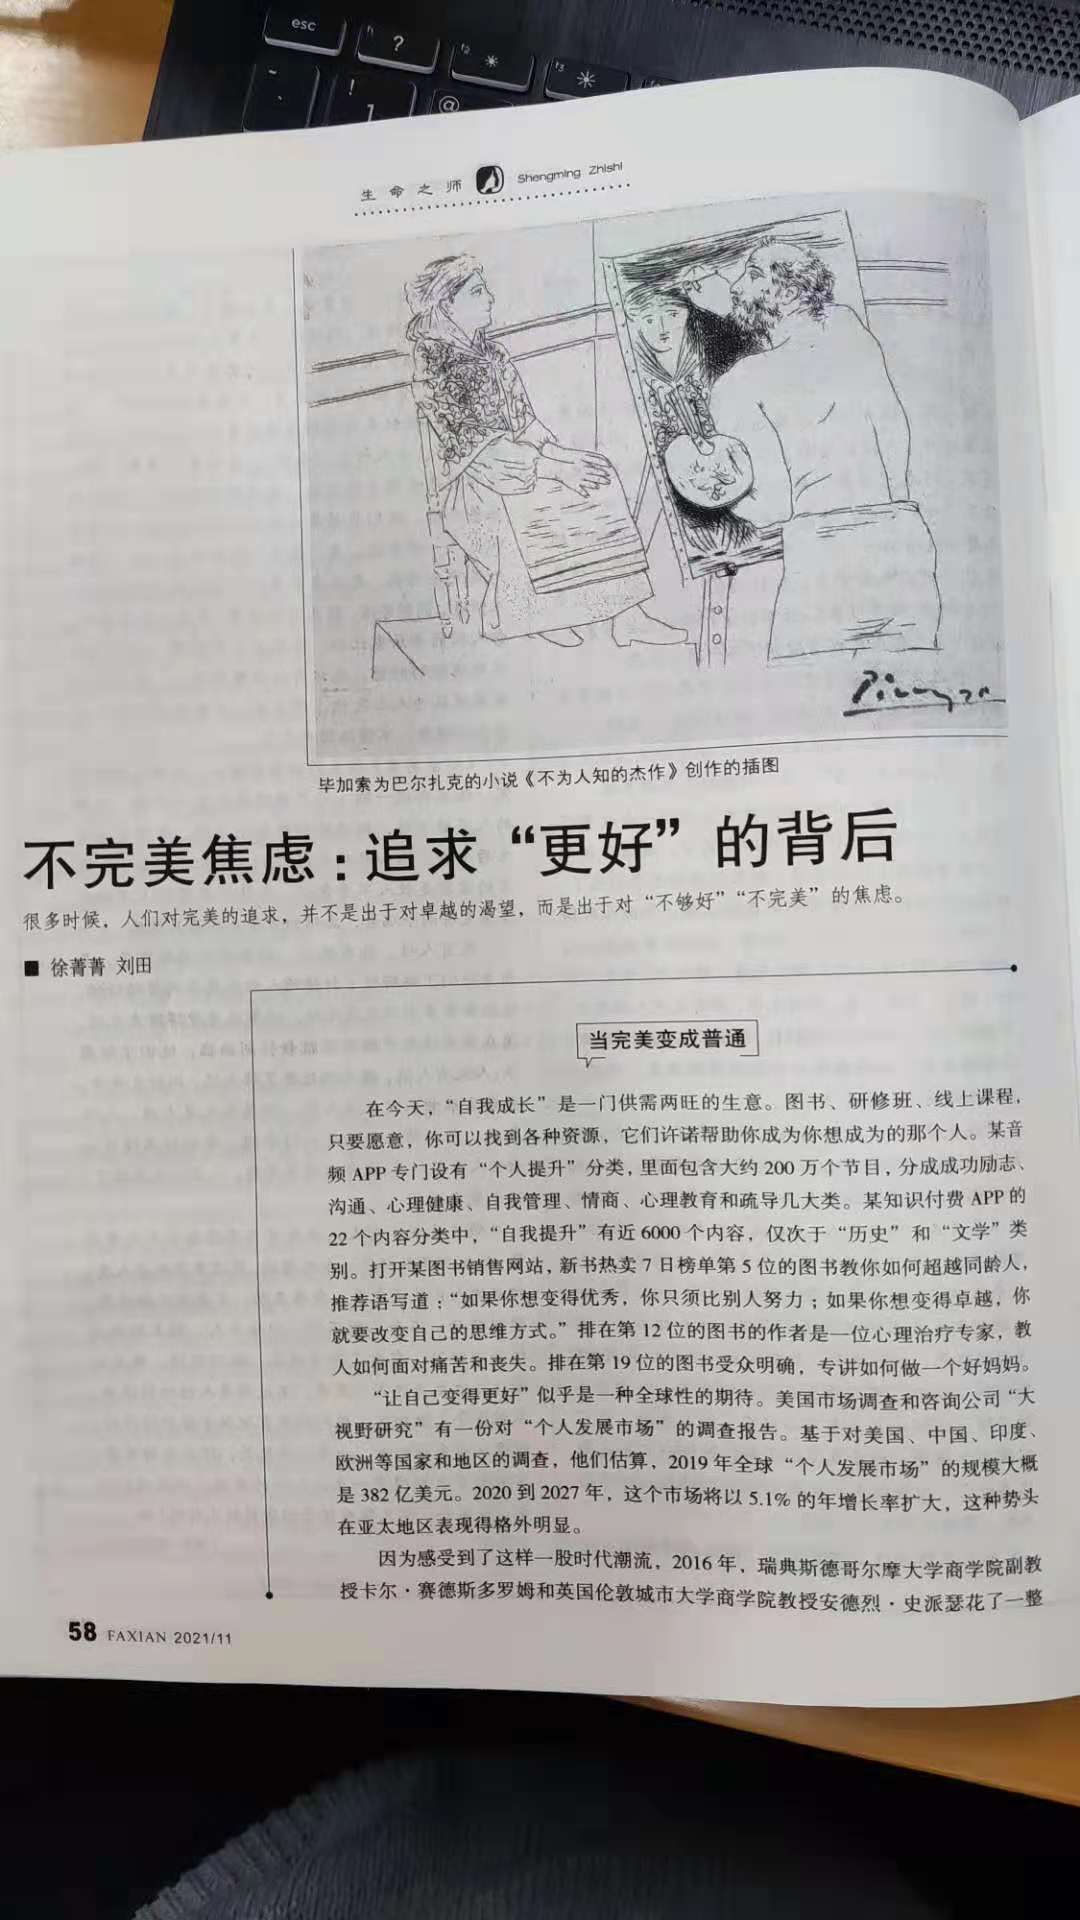 esc
?
!
1
@
生命之师 Shengming Zhishi
Picasso
毕加索为巴尔扎克的小说《不为人知的杰作》创作的插图
不完美焦虑:追求“更好”的背后
很多时候，人们对完美的追求，并不是出于对卓越的渴望，而是出于对“不够好”“不完美”的焦虑。
■ 徐菁菁 刘田
当完美变成普通
在今天，“自我成长”是一门供需两旺的生意。图书、研修班、线上课程，
只要愿意，你可以找到各种资源，它们许诺帮助你成为你想成为的那个人。某音
频 APP 专门设有“个人提升”分类，里面包含大约 200 万个节目，分成成功励志、
沟通、心理健康、自我管理、情商、心理教育和疏导几大类。某知识付费 APP 的
22 个内容分类中，“自我提升”有近 6000 个内容，仅次于“历史”和“文学”类
别。打开某图书销售网站，新书热卖 7 日榜单第 5 位的图书教你如何超越同龄人，
推荐语写道：“如果你想变得优秀，你只须比别人努力；如果你想变得卓越，你
就要改变自己的思维方式。”排在第 12 位的图书的作者是一位心理治疗专家，教
人如何面对痛苦和丧失。排在第 19 位的图书受众明确，专讲如何做一个好妈妈。
“让自己变得更好”似乎是一种全球性的期待。美国市场调查和咨询公司“大
视野研究”有一份对“个人发展市场”的调查报告。基于对美国、中国、印度、
欧洲等国家和地区的调查，他们估算，2019 年全球“个人发展市场”的规模大概
是 382 亿美元。2020 到 2027 年，这个市场将以 5.1% 的年增长率扩大，这种势头
在亚太地区表现得格外明显。
因为感受到了这样一股时代潮流，2016 年，瑞典斯德哥尔摩大学商学院副教
授卡尔·赛德斯多罗姆和英国伦敦城市大学商学院教授安德烈·史派瑟花了一整
58 FAXIAN 2021/11